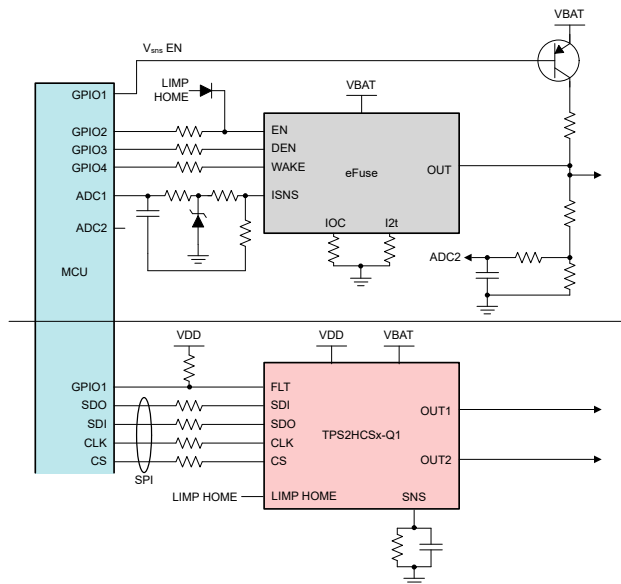 VBAT
Vsns EN
GPIO1
LIMP
HOME
VBAT
GPIO2
EN
GPIO3
DEN
GPIO4
WAKE
eFuse
OUT
ADC1
ISNS
ADC2
IOC
I2t
ADC2
MCU
VDD
VDD
VBAT
GPIO1
FLT
SDO
SDI
OUT1
SDI
SDO
TPS2HCSx-Q1
CLK
CLK
CS
CS
OUT2
SPI
LIMP HOME
LIMP HOME
SNS